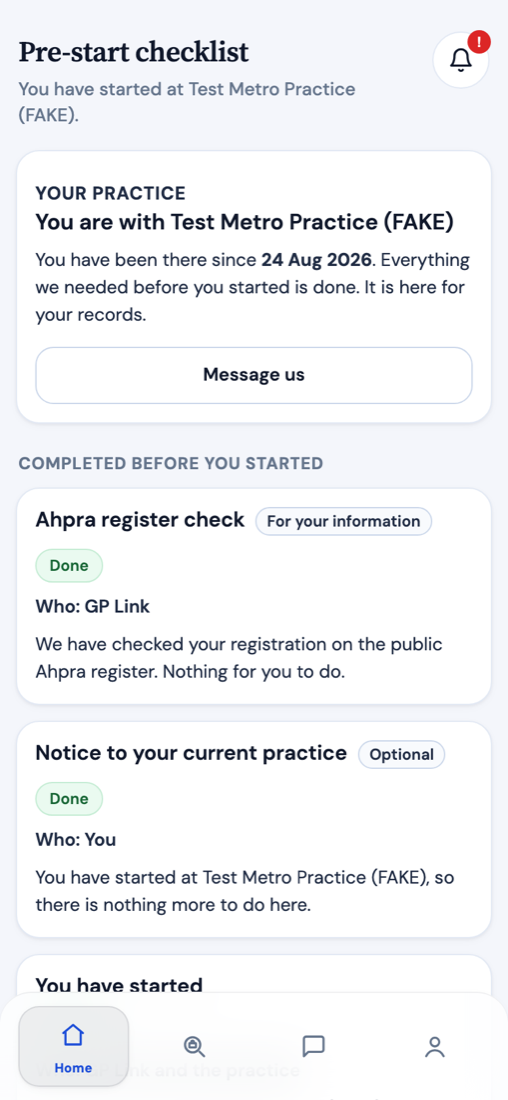 Pre-start checklist
!
You have started at Test Metro Practice
(FAKE).
YOUR PRACTICE
You are with Test Metro Practice (FAKE)
You have been there since 24 Aug 2026. Everything
we needed before you started is done. It is here for
your records.
Message us
COMPLETED BEFORE YOU STARTED
Ahpra register check For your information
Done
Who: GP Link
We have checked your registration on the public
Ahpra register. Nothing for you to do.
Notice to your current practice Optional
Done
Who: You
You have started at Test Metro Practice (FAKE), so
there is nothing more to do here.
You have started
Link and the practice
Home